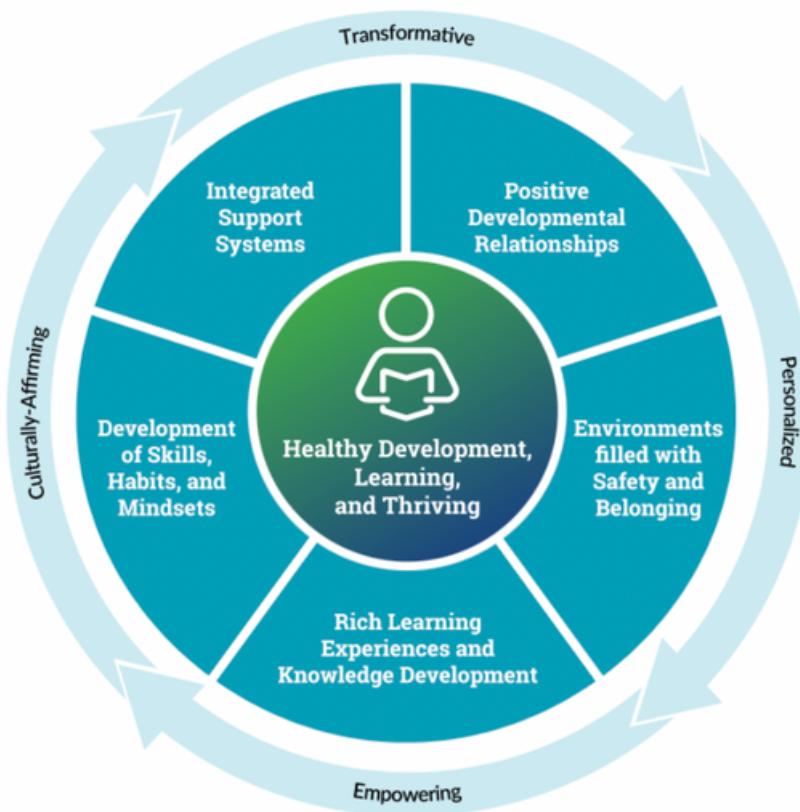 Transformative
Integrated
Support
Systems
Positive
Developmental
Relationships
Culturally-Affirming
Personalized
Development
of Skills,
Habits, and
Mindsets
Healthy Development,
Learning,
and Thriving
Environments
filled with
Safety and
Belonging
Rich Learning
Experiences and
Knowledge Development
Empowering